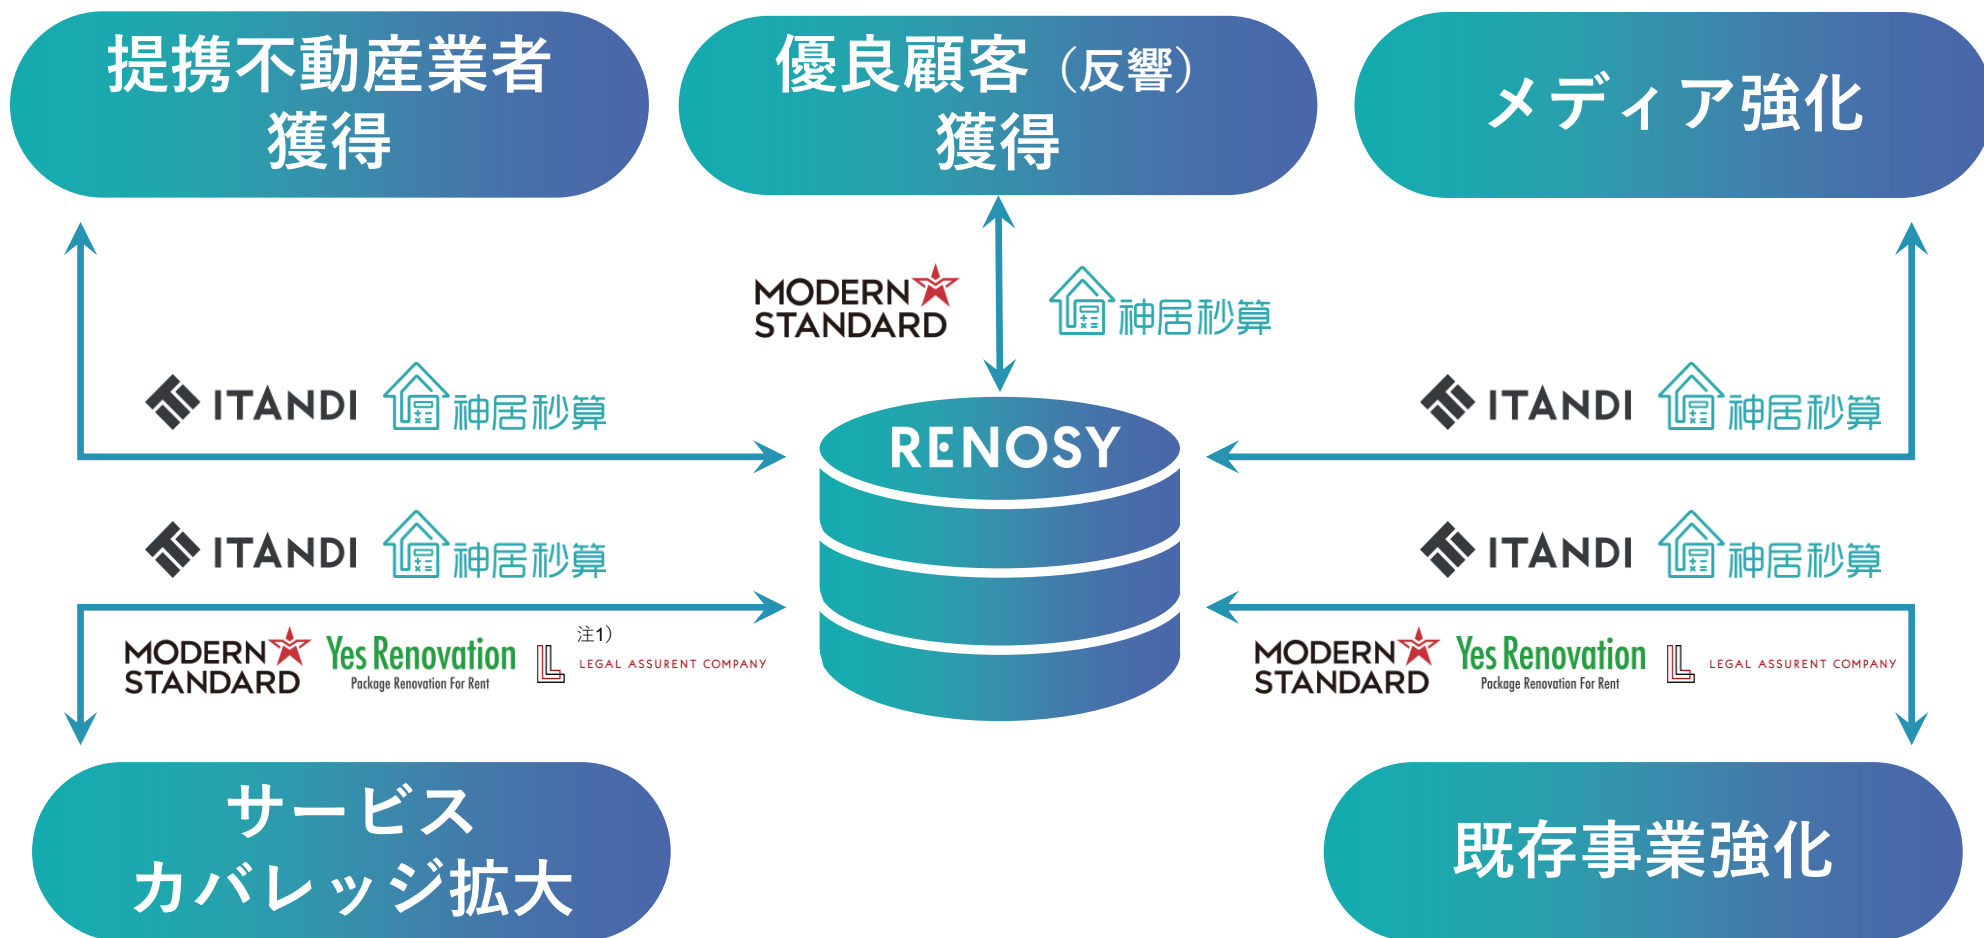 提携不動産業者
獲得
優良顧客（反響）
獲得
メディア強化
MODERN
STANDARD
神居秒算
ITANDI
神居秒算
ITANDI
神居秒算
RENOSY
ITANDI
神居秒算
ITANDI
神居秒算
MODERN
STANDARD
Yes Renovation
Package Renovation For Rent
注1）
LEGAL ASSURENT COMPANY
MODERN
STANDARD
Yes Renovation
Package Renovation For Rent
LEGAL ASSURENT COMPANY
サービス
カバレッジ拡大
既存事業強化